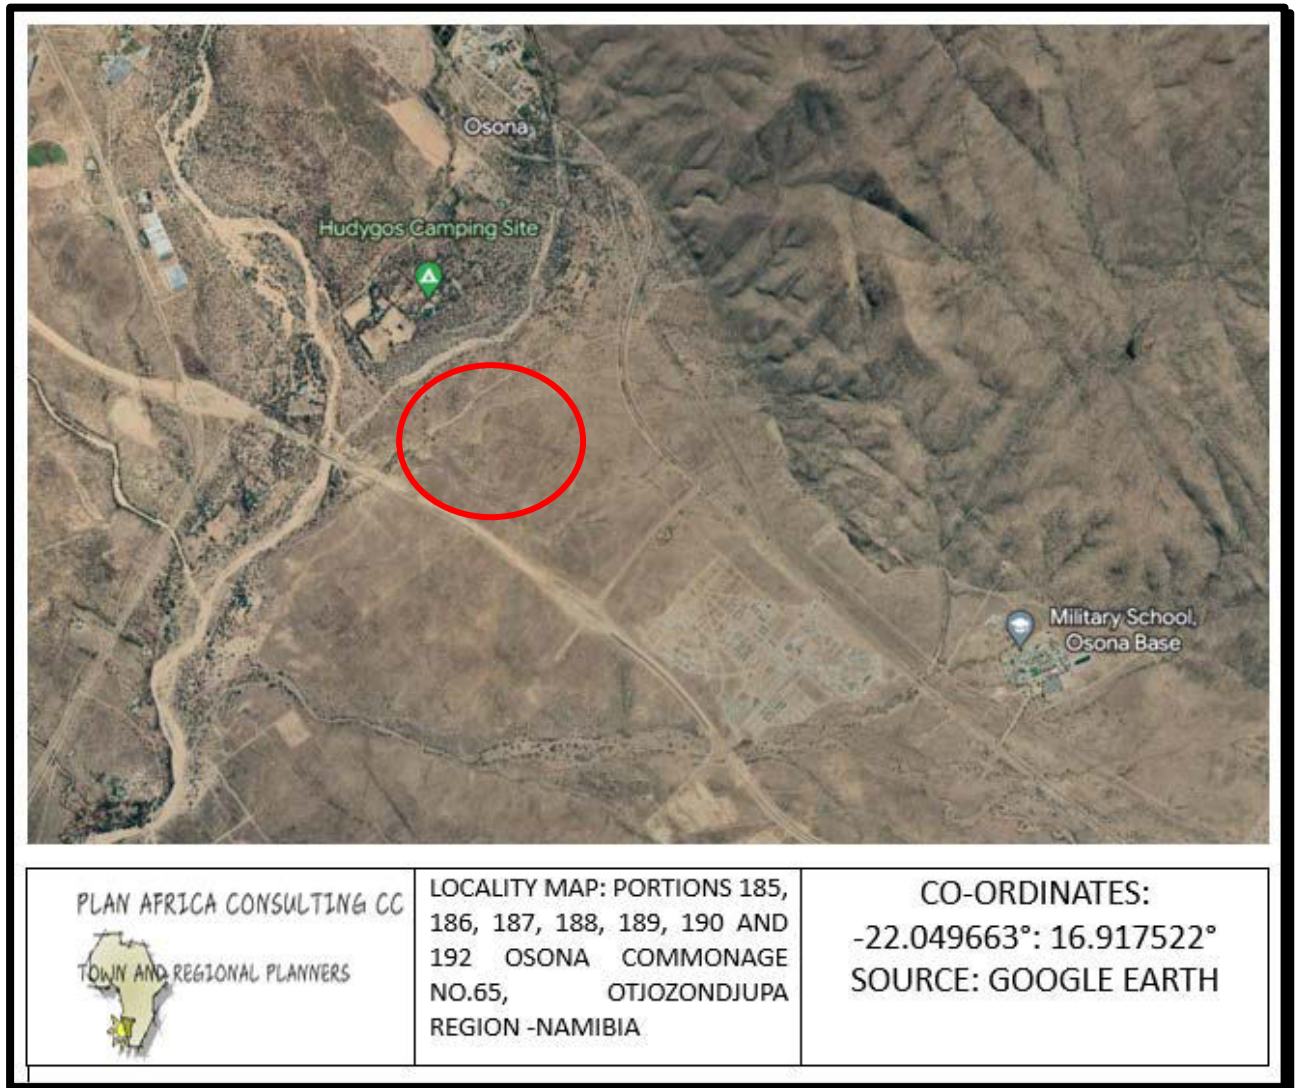 Osona
Hudygos Camping Site
Military School,
Osona Base
PLAN AFRICA CONSULTING CC
TOWN AND REGIONAL PLANNERS
LOCALITY MAP: PORTIONS 185,
186, 187, 188, 189, 190 AND
192 OSONA COMMONAGE
NO.65, OTJOZONDJUPA
REGION -NAMIBIA
CO-ORDINATES:
-22.049663°: 16.917522°
SOURCE: GOOGLE EARTH